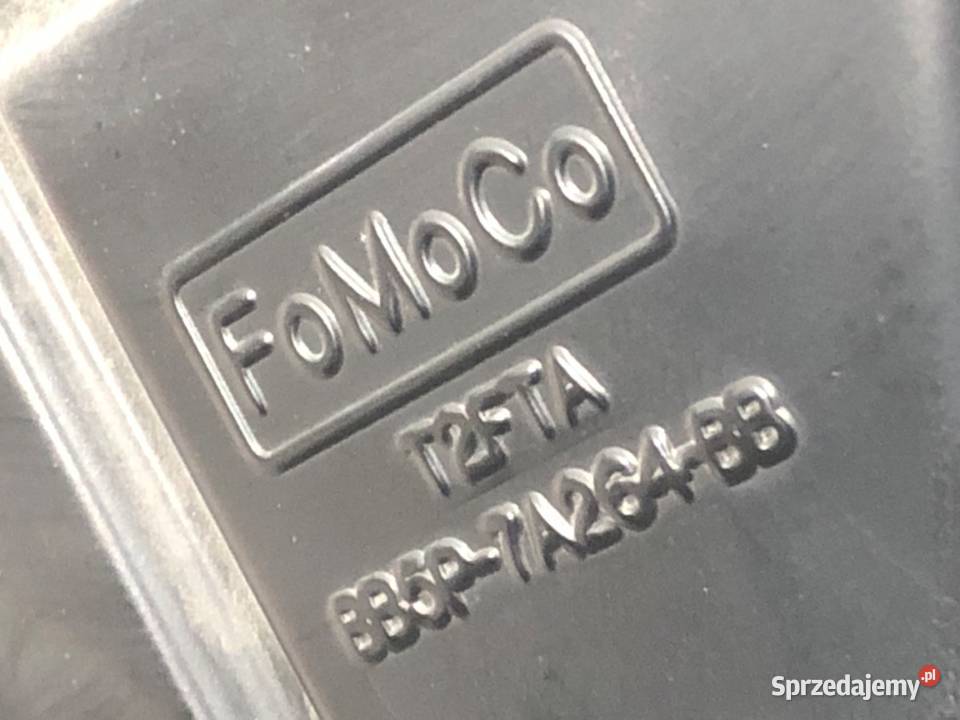 FoMoCo
T2FTA
BB5P-7A264-BB
Sprzedajemy.pl